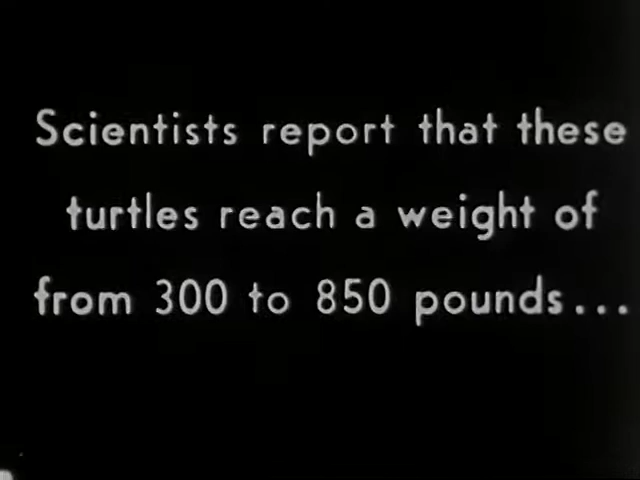 Scientists report that these
turtles reach a weight of
from 300 to 850 pounds...